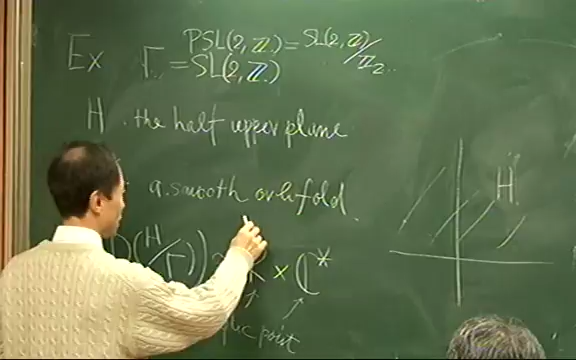 Ex Γ = SL(2, ℤ)
PSL(2, ℤ) = SL(2, ℤ)/ℤ₂
H . the half upper plane
a. smooth orbifold.
H
(H/Γ)) × ℂ*
point